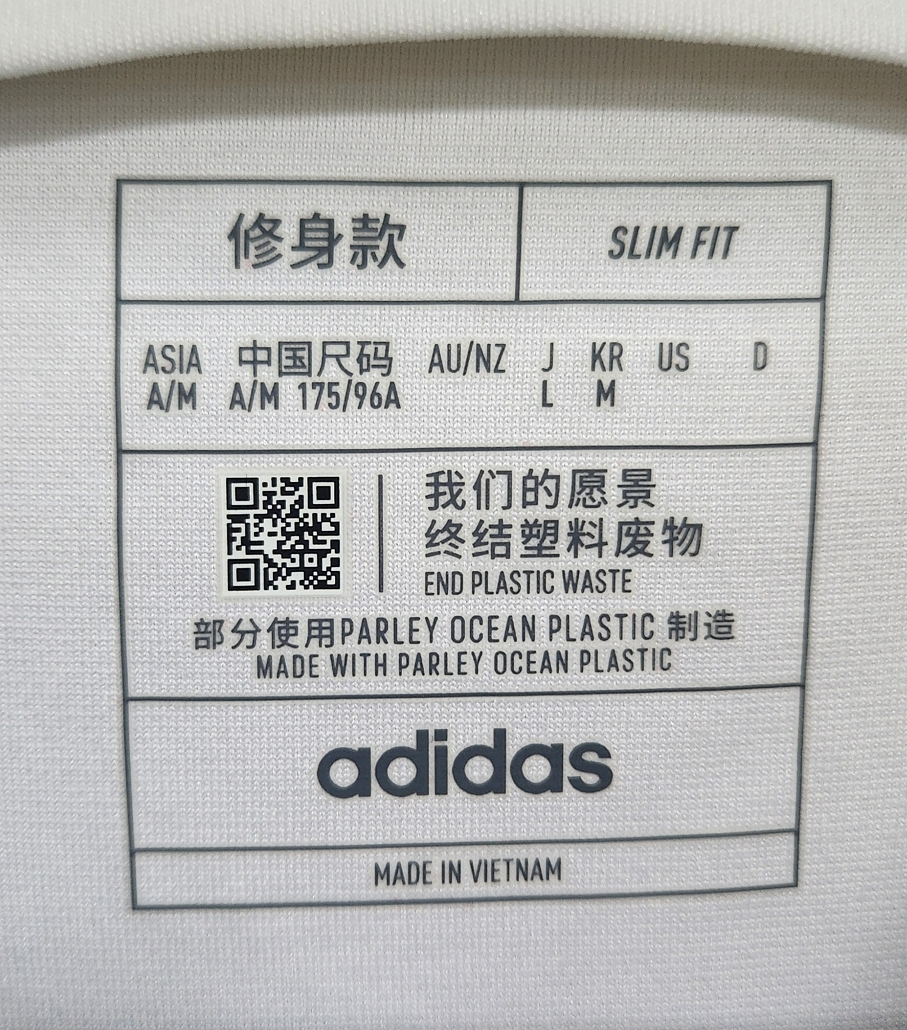 修身款 SLIM FIT
ASIA 中国尺码 AU/NZ J KR US D
A/M A/M 175/96A L M
我们的愿景
终结塑料废物
END PLASTIC WASTE
部分使用PARLEY OCEAN PLASTIC 制造
MADE WITH PARLEY OCEAN PLASTIC
adidas
MADE IN VIETNAM